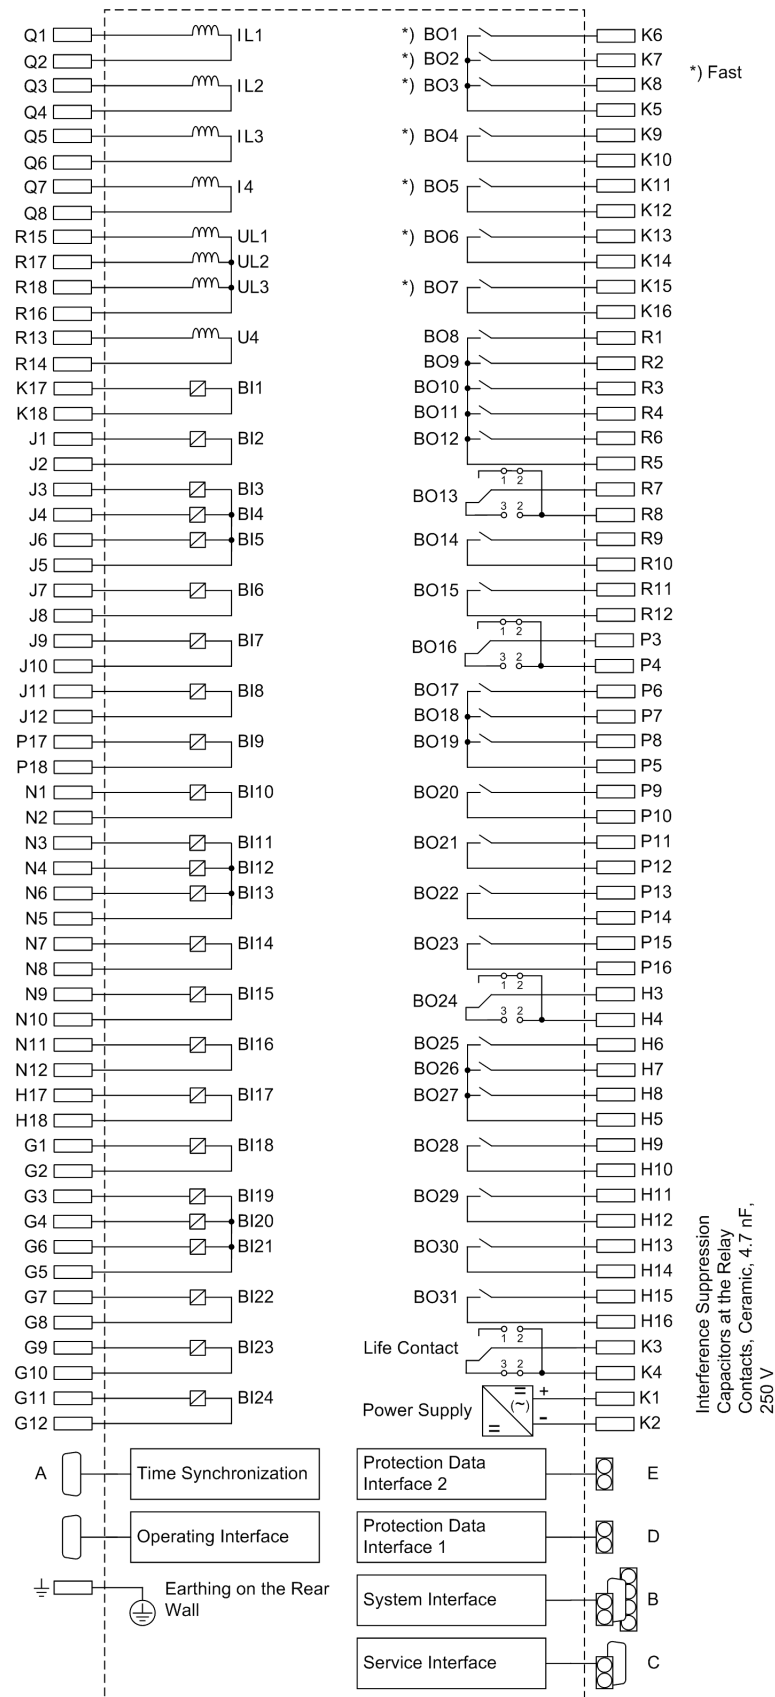 Q1 IL1 *) BO1 K6
Q2 *) BO2 K7
*) Fast
Q3 IL2 *) BO3 K8
Q4 K5
Q5 IL3 *) BO4 K9
Q6 K10
Q7 I4 *) BO5 K11
Q8 K12
R15 UL1 *) BO6 K13
R17 UL2 K14
R18 UL3 *) BO7 K15
R16 K16
R13 U4 BO8 R1
R14 BO9 R2
K17 BI1 BO10 R3
K18 BO11 R4
J1 BI2 BO12 R6
J2 R5
1 2
J3 BI3 BO13 R7
3 2
J4 BI4 R8
J6 BI5 BO14 R9
J5 R10
J7 BI6 BO15 R11
J8 R12
1 2
J9 BI7 BO16 P3
3 2
J10 P4
J11 BI8 BO17 P6
J12 BO18 P7
P17 BI9 BO19 P8
P18 P5
N1 BI10 BO20 P9
N2 P10
N3 BI11 BO21 P11
N4 BI12 P12
N6 BI13 BO22 P13
N5 P14
N7 BI14 BO23 P15
N8 P16
1 2
N9 BI15 BO24 H3
3 2
N10 H4
N11 BI16 BO25 H6
N12 BO26 H7
H17 BI17 BO27 H8
H18 H5
G1 BI18 BO28 H9
G2 H10
G3 BI19 BO29 H11
G4 BI20 H12
G6 BI21 BO30 H13
G5 H14
G7 BI22 BO31 H15
G8 H16
1 2
G9 BI23 Life Contact K3
3 2
G10 K4
G11 BI24 Power Supply = (~) + K1
G12 = - K2
Interference Suppression
Capacitors at the Relay
Contacts, Ceramic, 4.7 nF,
250 V
A Time Synchronization
Protection Data
Interface 2
E
Operating Interface
Protection Data
Interface 1
D
Earthing on the Rear
Wall
System Interface B
Service Interface C